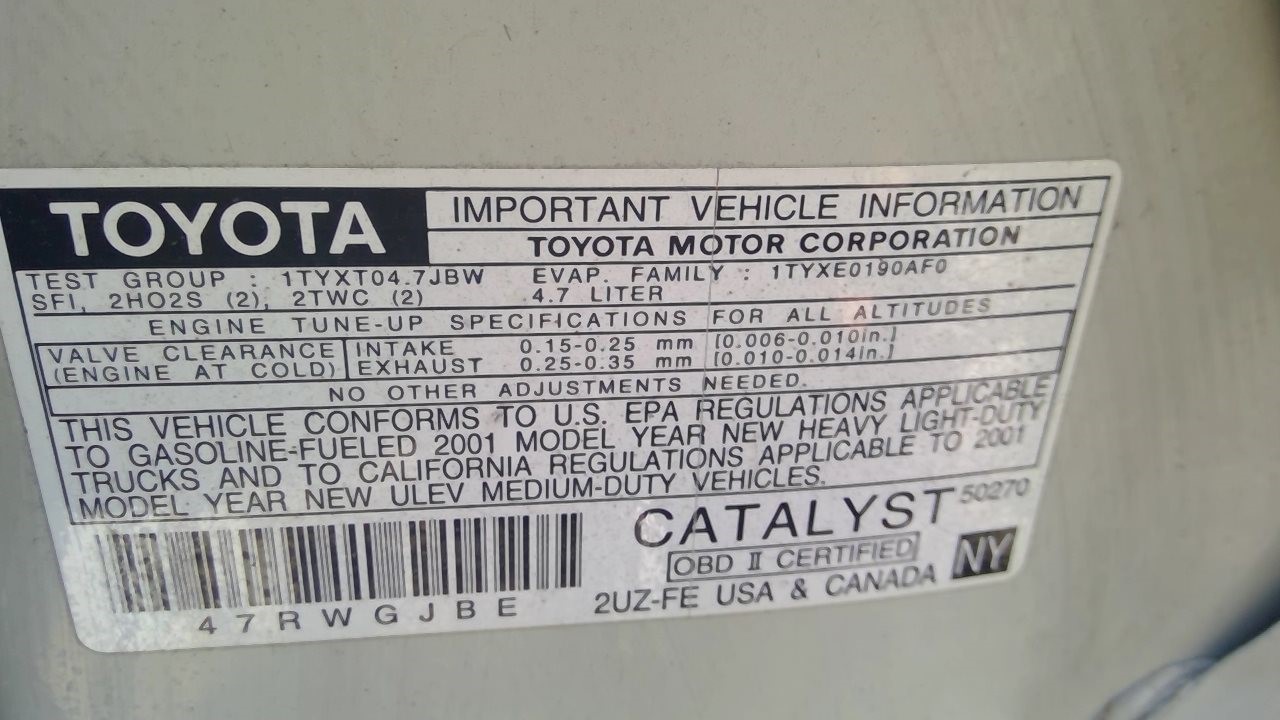 TOYOTA
IMPORTANT VEHICLE INFORMATION
TOYOTA MOTOR CORPORATION
TEST GROUP : 1TYXT04.7JBW EVAP. FAMILY : 1TYXE0190AF0
SFI, 2HO2S (2), 2TWC (2) 4.7 LITER
ENGINE TUNE-UP SPECIFICATIONS FOR ALL ALTITUDES
VALVE CLEARANCE INTAKE 0.15-0.25 mm [0.006-0.010in.]
(ENGINE AT COLD) EXHAUST 0.25-0.35 mm [0.010-0.014in.]
NO OTHER ADJUSTMENTS NEEDED.
THIS VEHICLE CONFORMS TO U.S. EPA REGULATIONS APPLICABLE
TO GASOLINE-FUELED 2001 MODEL YEAR NEW HEAVY LIGHT-DUTY
TRUCKS AND TO CALIFORNIA REGULATIONS APPLICABLE TO 2001
MODEL YEAR NEW ULEV MEDIUM-DUTY VEHICLES.
CATALYST 50270
OBD II CERTIFIED NY
2UZ-FE USA & CANADA
47RWGJBE